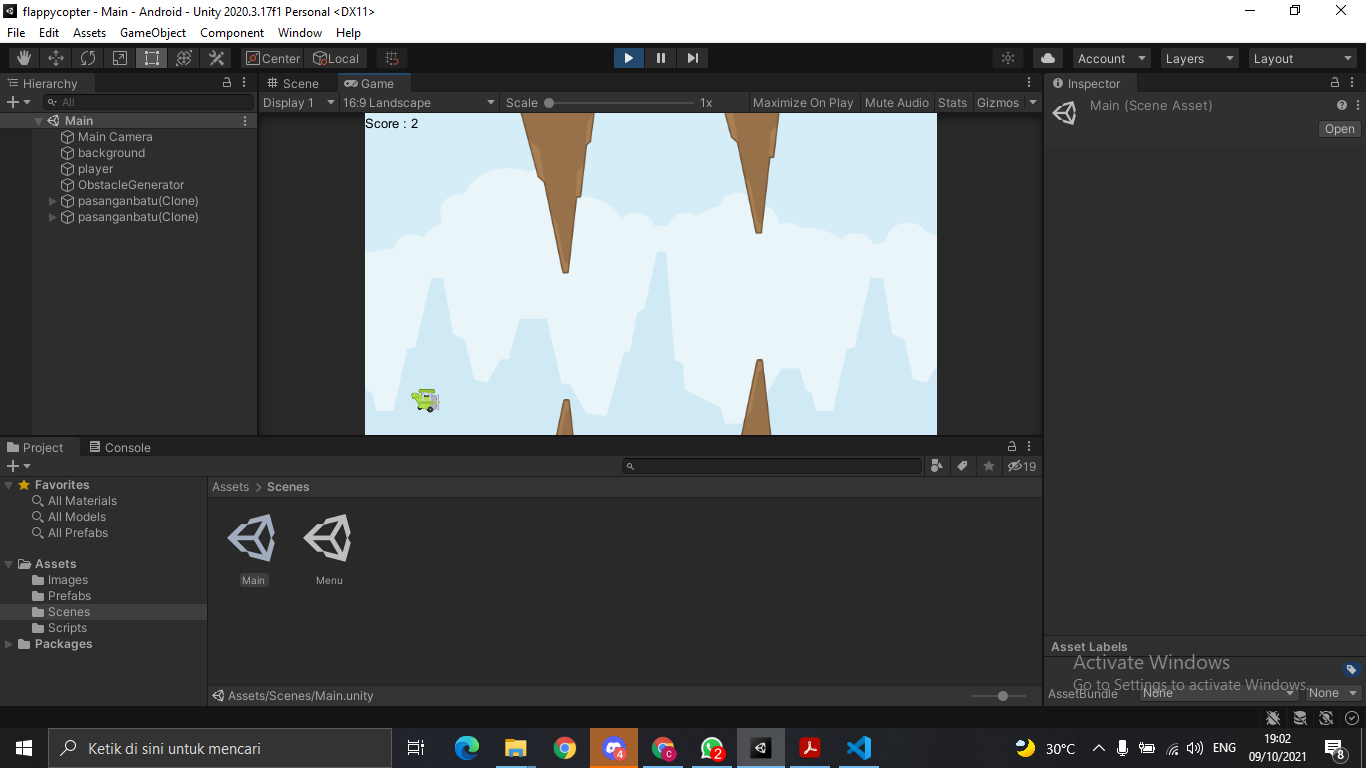 flappycopter - Main - Android - Unity 2020.3.17f1 Personal <DX11>
File Edit Assets GameObject Component Window Help
Center Local Account Layers Layout
Hierarchy
All
Main
Main Camera
background
player
ObstacleGenerator
pasanganbatu(Clone)
pasanganbatu(Clone)
Scene Game
Display 1 16:9 Landscape Scale 1x Maximize On Play Mute Audio Stats Gizmos
Score : 2
Inspector
Main (Scene Asset)
Open
Project Console
19
Favorites
All Materials
All Models
All Prefabs
Assets
Images
Prefabs
Scenes
Scripts
Packages
Assets > Scenes
Main Menu
Assets/Scenes/Main.unity
Asset Labels
Activate Windows
Go to Settings to activate Windows.
AssetBundle None None
Ketik di sini untuk mencari
4
c
2
30°C
ENG
19:02
09/10/2021
8